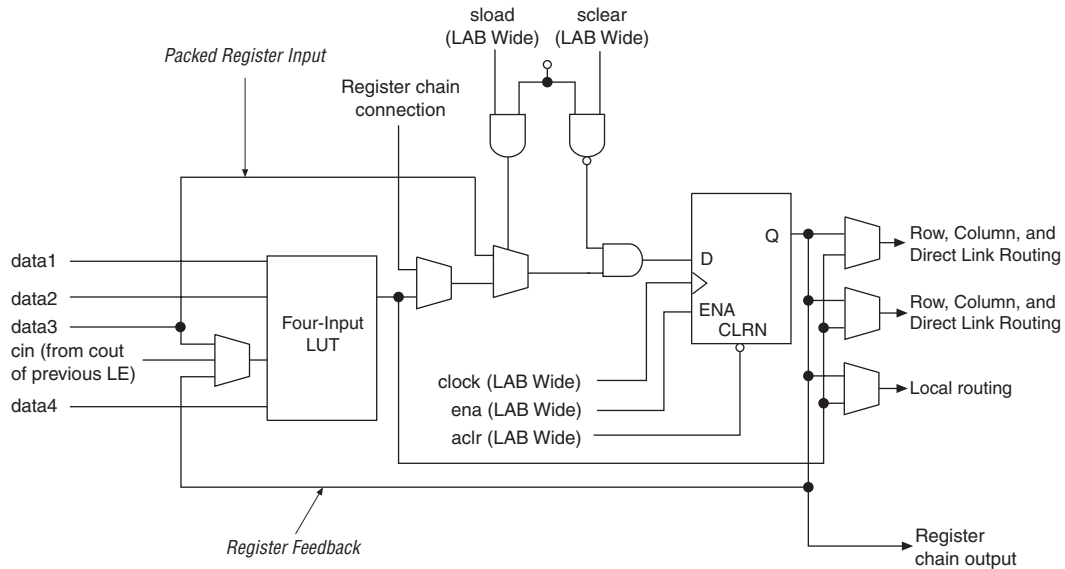 sload
(LAB Wide)
sclear
(LAB Wide)
Packed Register Input
Register chain
connection
data1
data2
data3
cin (from cout
of previous LE)
data4
Four-Input
LUT
Q
D
ENA
CLRN
clock (LAB Wide)
ena (LAB Wide)
aclr (LAB Wide)
Row, Column, and
Direct Link Routing
Row, Column, and
Direct Link Routing
Local routing
Register Feedback
Register
chain output